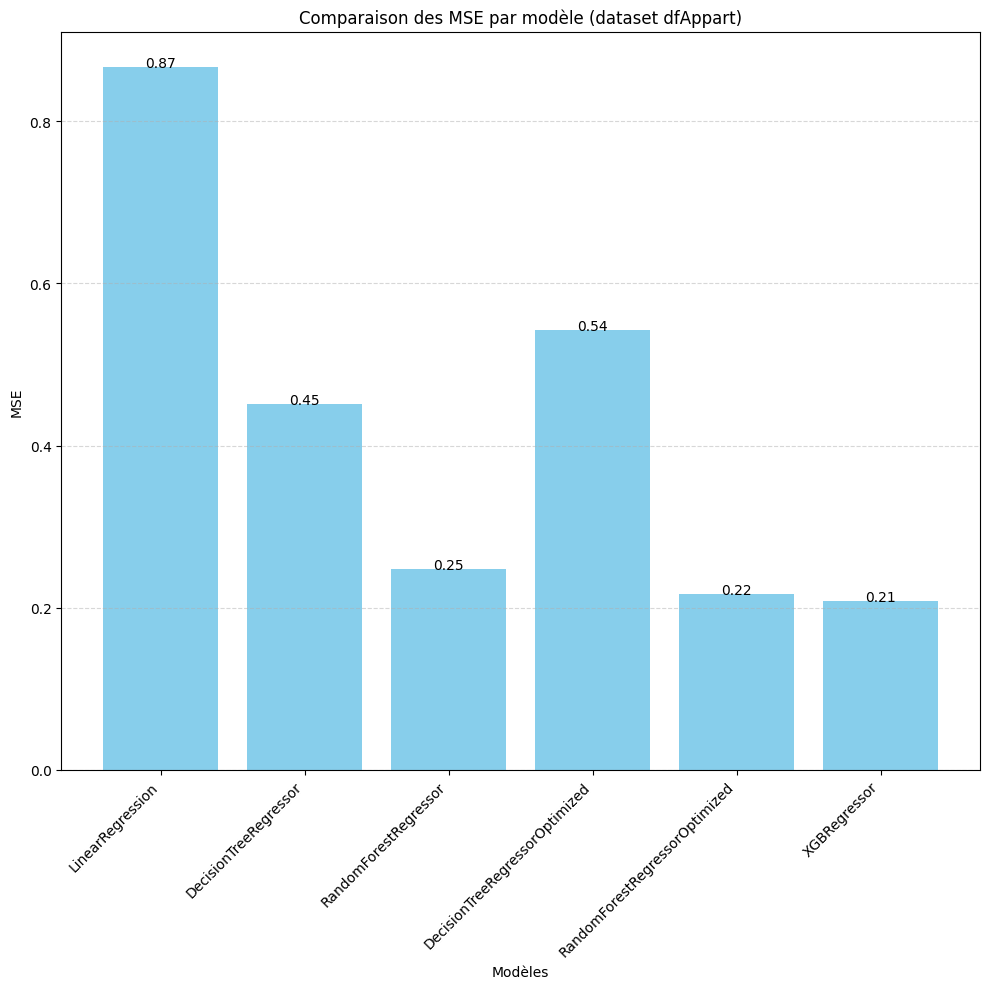 Comparaison des MSE par modèle (dataset dfAppart)
MSE
0.8
0.6
0.4
0.2
0.0
0.87
0.45
0.25
0.54
0.22
0.21
LinearRegression
DecisionTreeRegressor
RandomForestRegressor
DecisionTreeRegressorOptimized
RandomForestRegressorOptimized
XGBRegressor
Modèles